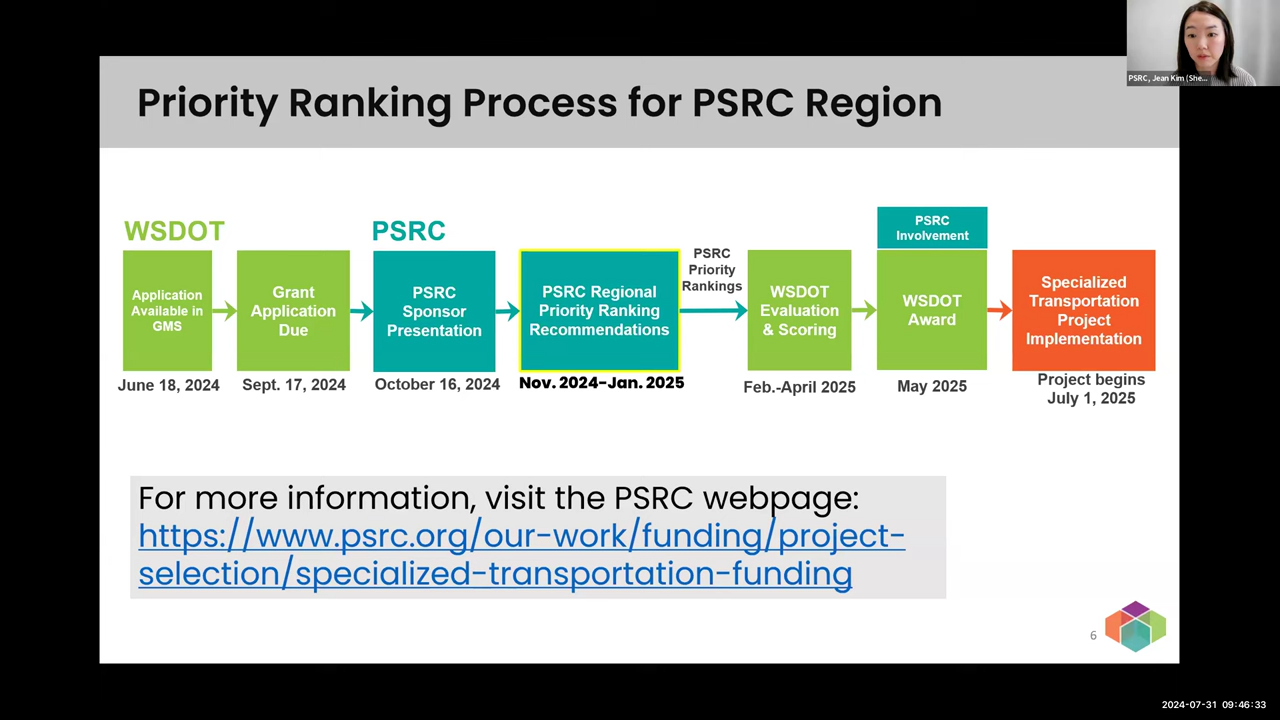 PSRC, Jean Kim (She...
Priority Ranking Process for PSRC Region
WSDOT
PSRC
PSRC
Involvement
Application
Available in
GMS
Grant
Application
Due
PSRC
Sponsor
Presentation
PSRC Regional
Priority Ranking
Recommendations
PSRC
Priority
Rankings
WSDOT
Evaluation
& Scoring
WSDOT
Award
Specialized
Transportation
Project
Implementation
June 18, 2024
Sept. 17, 2024
October 16, 2024
Nov. 2024-Jan. 2025
Feb.-April 2025
May 2025
Project begins
July 1, 2025
For more information, visit the PSRC webpage:
https://www.psrc.org/our-work/funding/project-
selection/specialized-transportation-funding
6
2024-07-31 09:46:33